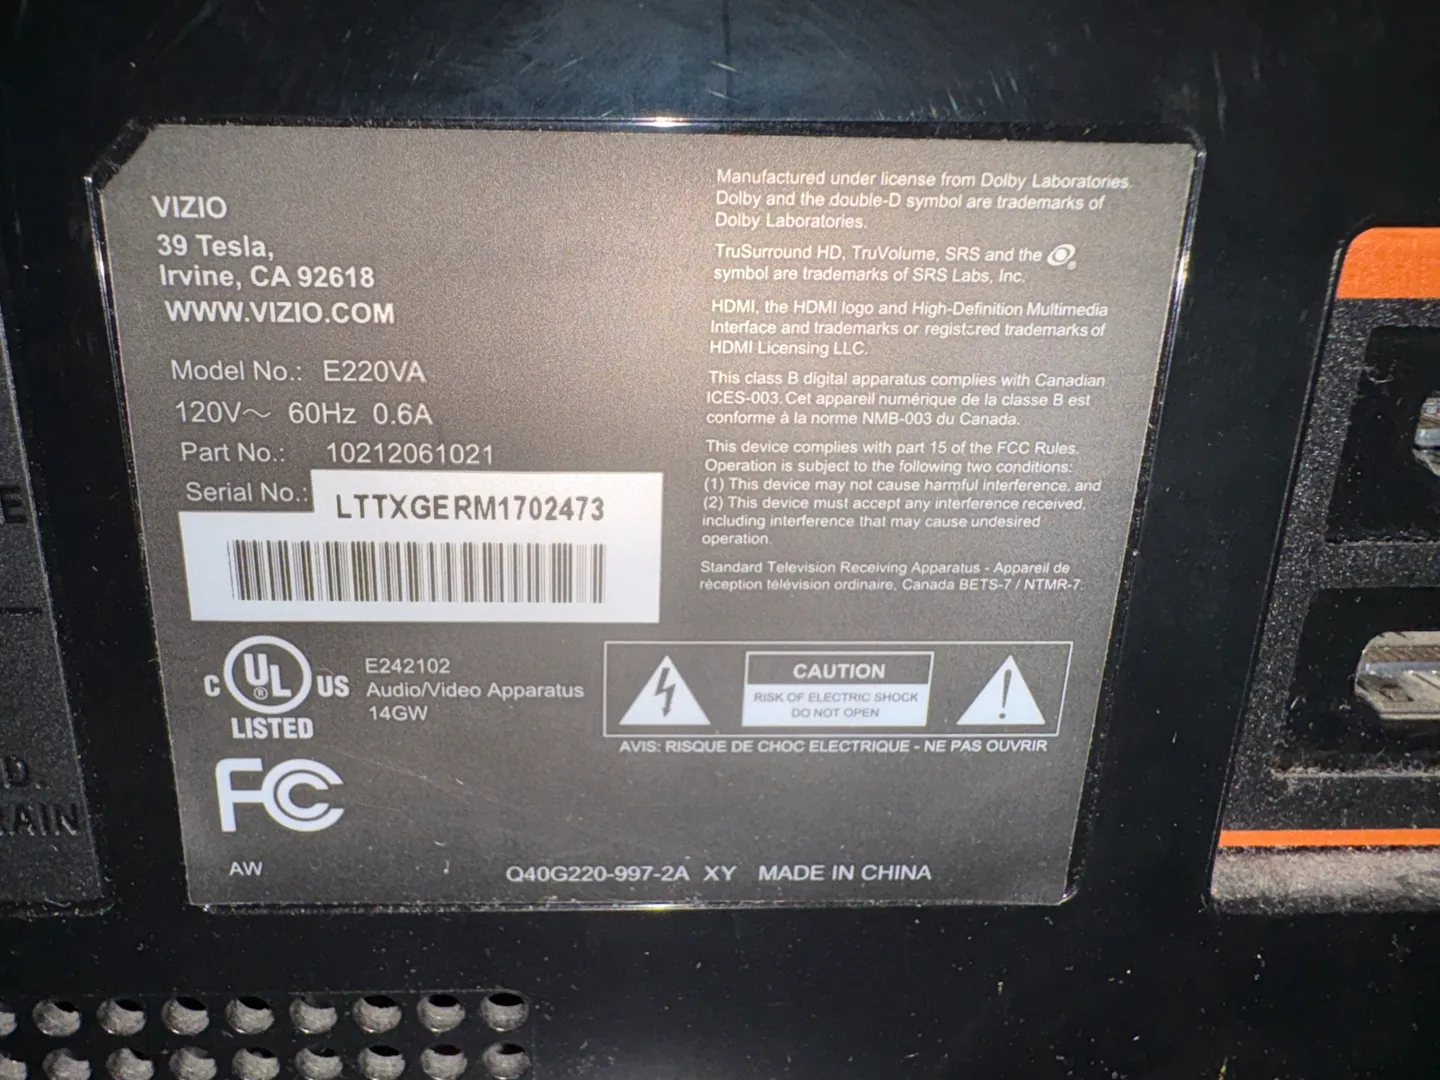 VIZIO
39 Tesla,
Irvine, CA 92618
WWW.VIZIO.COM
Model No.: E220VA
120V～ 60Hz 0.6A
Part No.: 10212061021
Serial No.: LTTXGERM1702473
Manufactured under license from Dolby Laboratories.
Dolby and the double-D symbol are trademarks of
Dolby Laboratories.
TruSurround HD, TruVolume, SRS and the
symbol are trademarks of SRS Labs, Inc.
HDMI, the HDMI logo and High-Definition Multimedia
Interface and trademarks or registered trademarks of
HDMI Licensing LLC.
This class B digital apparatus complies with Canadian
ICES-003. Cet appareil numérique de la classe B est
conforme à la norme NMB-003 du Canada.
This device complies with part 15 of the FCC Rules.
Operation is subject to the following two conditions:
(1) This device may not cause harmful interference, and
(2) This device must accept any interference received,
including interference that may cause undesired
operation.
Standard Television Receiving Apparatus - Appareil de
réception télévision ordinaire, Canada BETS-7 / NTMR-7.
C UL ® US
LISTED
E242102
Audio/Video Apparatus
14GW
CAUTION
RISK OF ELECTRIC SHOCK
DO NOT OPEN
AVIS: RISQUE DE CHOC ELECTRIQUE - NE PAS OUVRIR
FC
AW
Q40G220-997-2A XY MADE IN CHINA